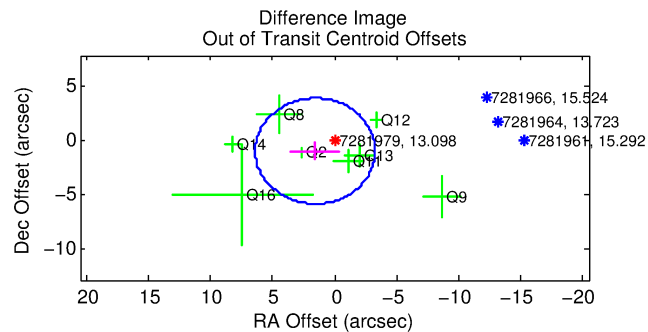 Difference Image
Out of Transit Centroid Offsets
Dec Offset (arcsec)
5
0
−5
−10
7281966, 15.524
7281964, 13.723
7281961, 15.292
7281979, 13.098
Q8
Q12
Q14
Q2
Q13
Q11
Q16
Q9
20
15
10
5
0
−5
−10
−15
−20
RA Offset (arcsec)